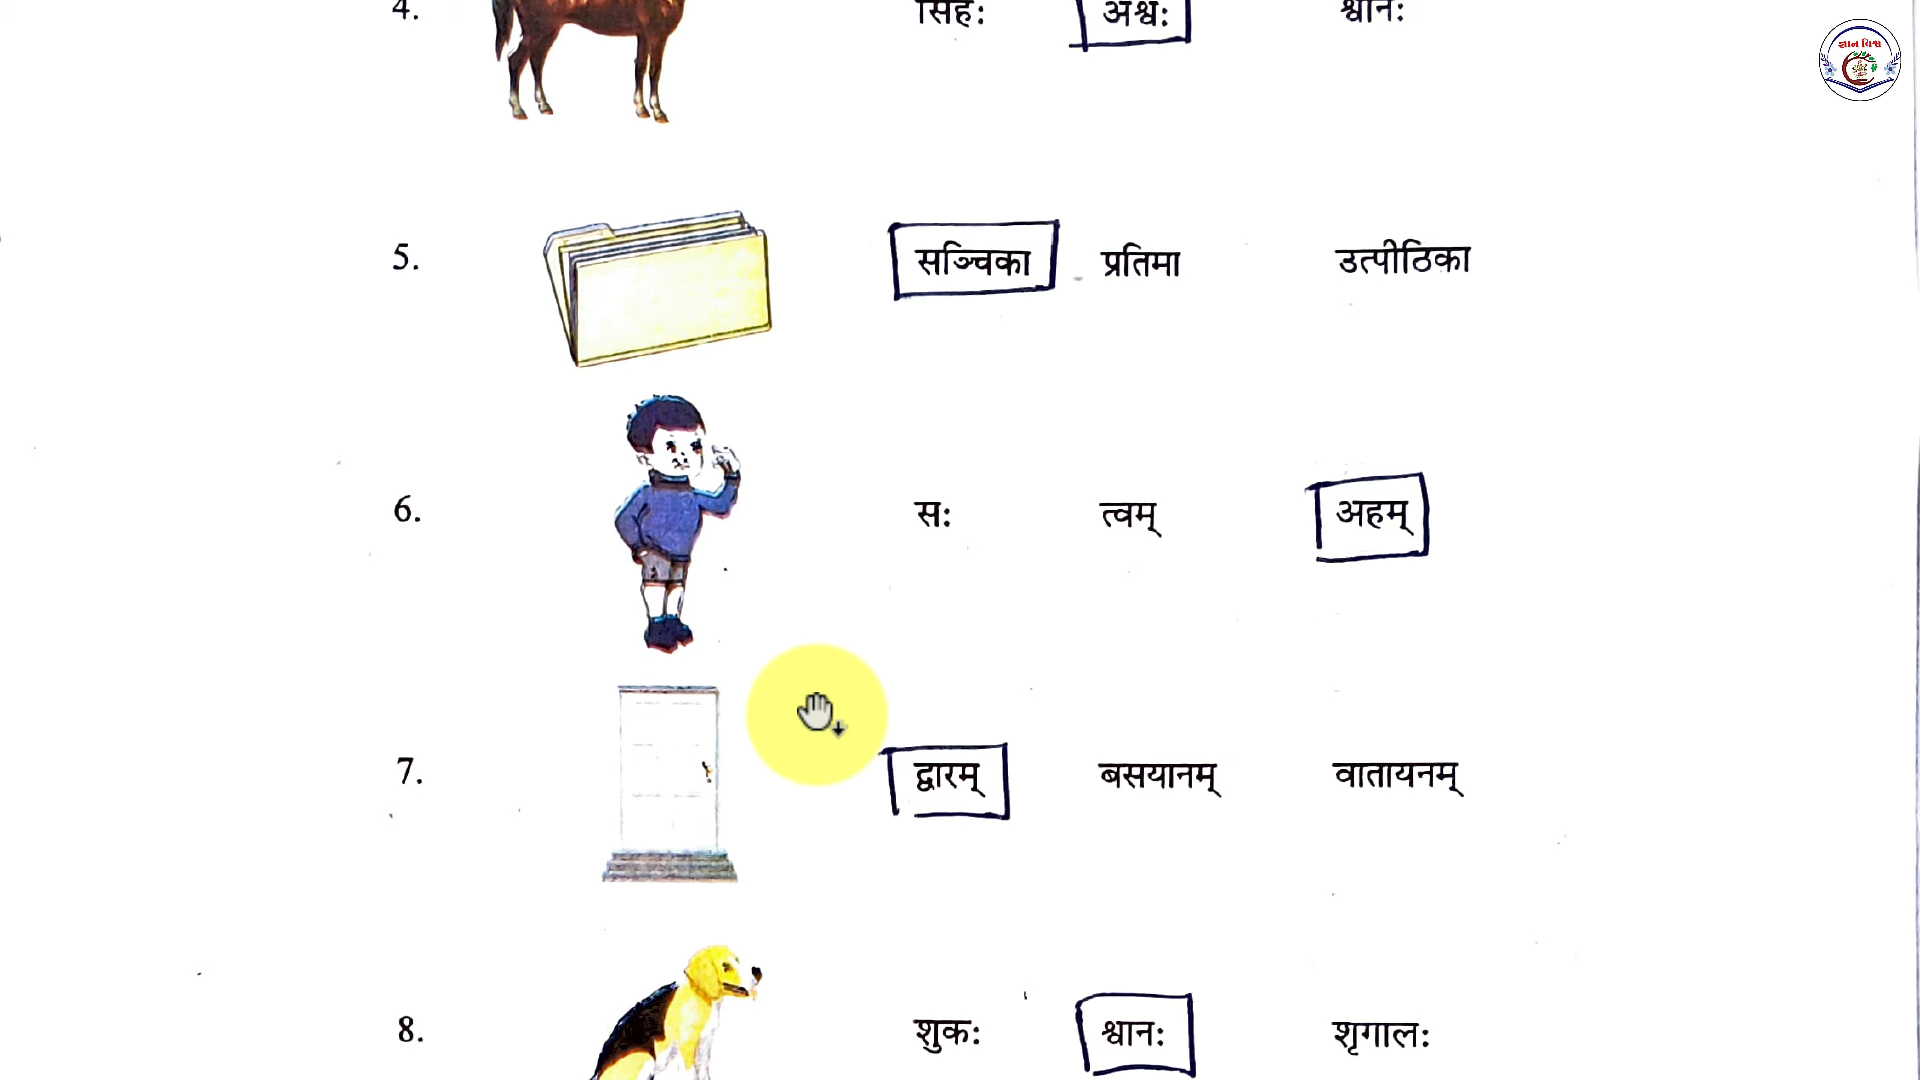 4. सिंहः अश्वः श्वानः
ज्ञान विश्व
5. सञ्चिका प्रतिमा उत्पीठिका
6. सः त्वम् अहम्
7. द्वारम् बसयानम् वातायनम्
8. शुकः श्वानः शृगालः